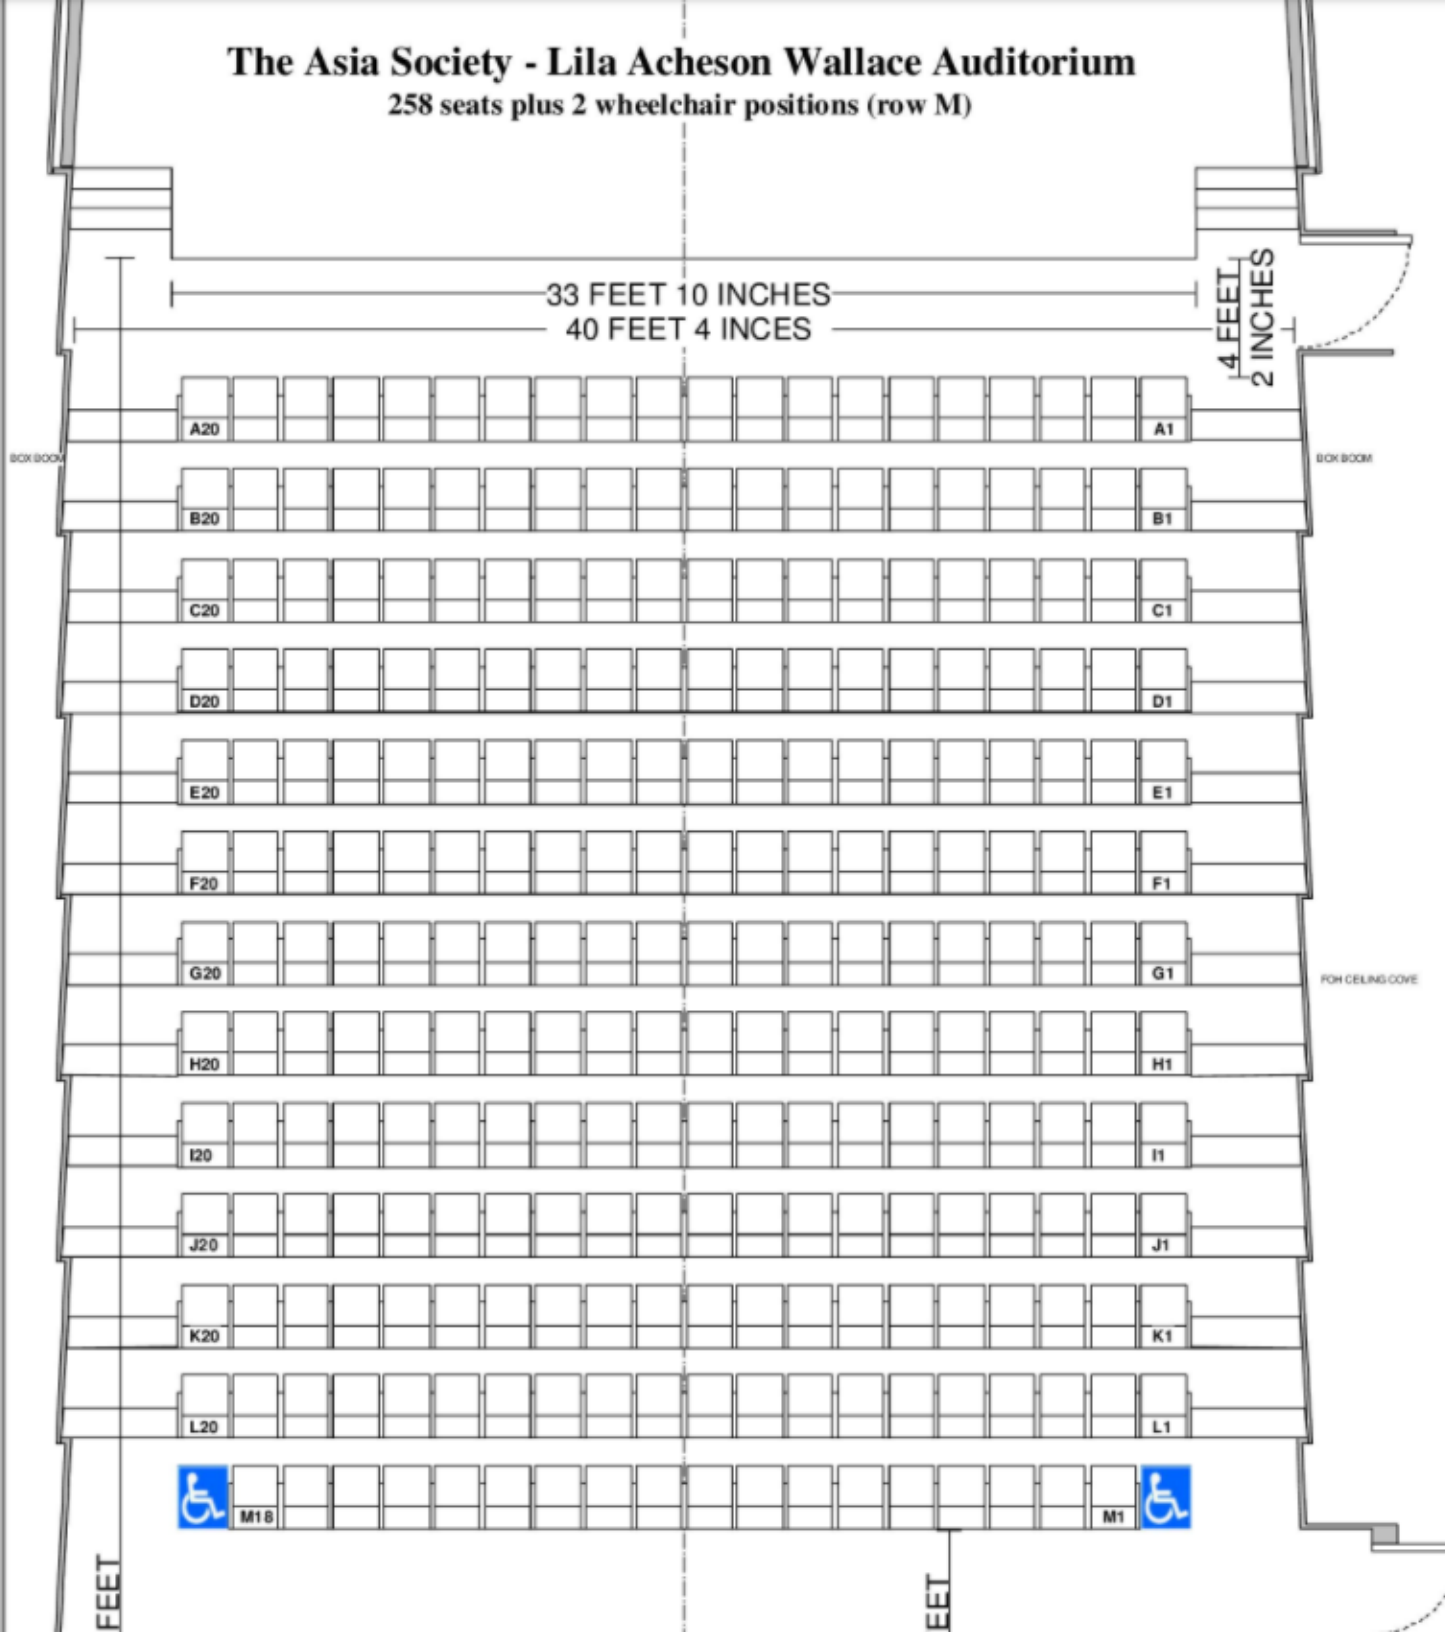 The Asia Society - Lila Acheson Wallace Auditorium
258 seats plus 2 wheelchair positions (row M)
33 FEET 10 INCHES
40 FEET 4 INCES
4 FEET
2 INCHES
A20 A1
BOX BOOM BOX BOOM
B20 B1
C20 C1
D20 D1
E20 E1
F20 F1
G20 G1
FOH CEILING COVE
H20 H1
I20 I1
J20 J1
K20 K1
L20 L1
M18 M1
FEET
EET